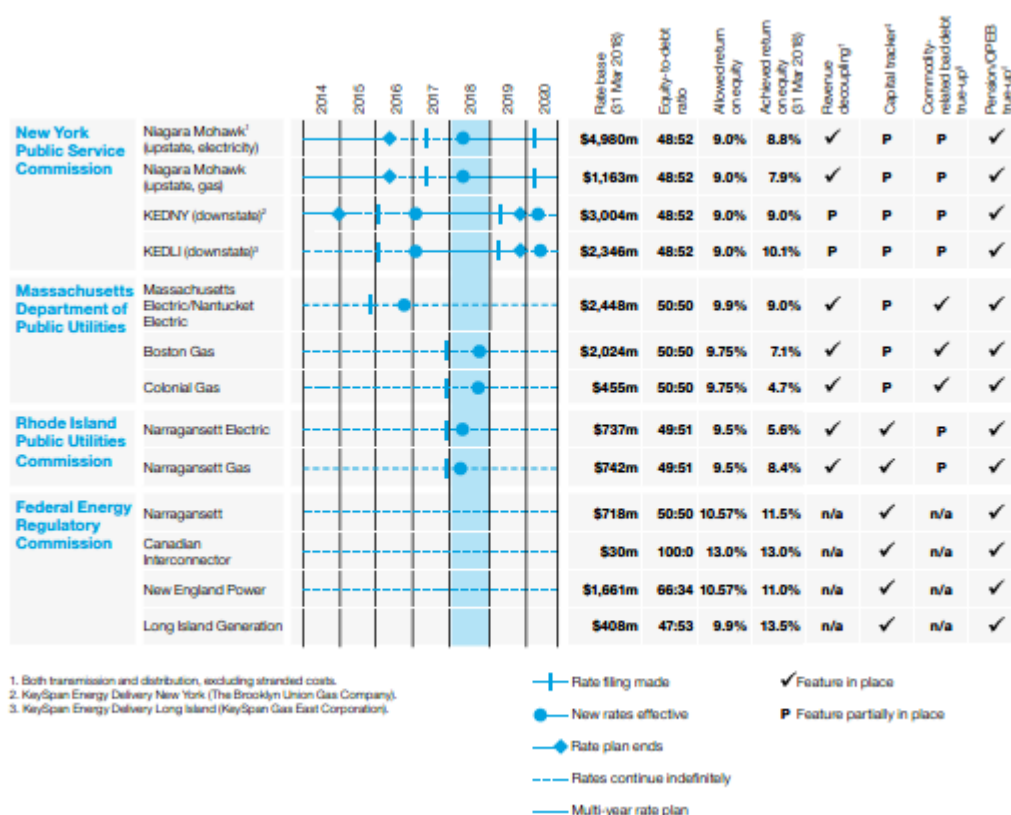 2014
2015
2016
2017
2018
2019
2020
Rate base
(31 Mar 2018)
Equity-to-debt
ratio
Allowed return
on equity
Achieved return
on equity
(31 Mar 2018)
Revenue
decoupling†
Capital tracker‡
Commodity-
related bad debt
true-up§
Pension/OPEB
New York
Public Service
Commission
Niagara Mohawk¹
(upstate, electricity)
$4,980m 48:52 9.0% 8.8% ✓ P P ✓
Niagara Mohawk
(upstate, gas)
$1,163m 48:52 9.0% 7.9% ✓ P P ✓
KEDNY (downstate)²
$3,004m 48:52 9.0% 9.0% P P P ✓
KEDLI (downstate)³
$2,346m 48:52 9.0% 10.1% P P P ✓
Massachusetts
Department of
Public Utilities
Massachusetts
Electric/Nantucket
Electric
$2,448m 50:50 9.9% 9.0% ✓ P ✓ ✓
Boston Gas
$2,024m 50:50 9.75% 7.1% ✓ P ✓ ✓
Colonial Gas
$455m 50:50 9.75% 4.7% ✓ P ✓ ✓
Rhode Island
Public Utilities
Commission
Narragansett Electric
$737m 49:51 9.5% 5.6% ✓ ✓ P ✓
Narragansett Gas
$742m 49:51 9.5% 8.4% ✓ ✓ P ✓
Federal Energy
Regulatory
Commission
Narragansett
$718m 50:50 10.57% 11.5% n/a ✓ n/a ✓
Canadian
Interconnector
$30m 100:0 13.0% 13.0% n/a ✓ n/a ✓
New England Power
$1,661m 66:34 10.57% 11.0% n/a ✓ n/a ✓
Long Island Generation
$408m 47:53 9.9% 13.5% n/a ✓ n/a ✓
1. Both transmission and distribution, excluding stranded costs.
2. KeySpan Energy Delivery New York (The Brooklyn Union Gas Company).
3. KeySpan Energy Delivery Long Island (KeySpan Gas East Corporation).
Rate filing made
New rates effective
Rate plan ends
Rates continue indefinitely
Multi-year rate plan
✓ Feature in place
P Feature partially in place